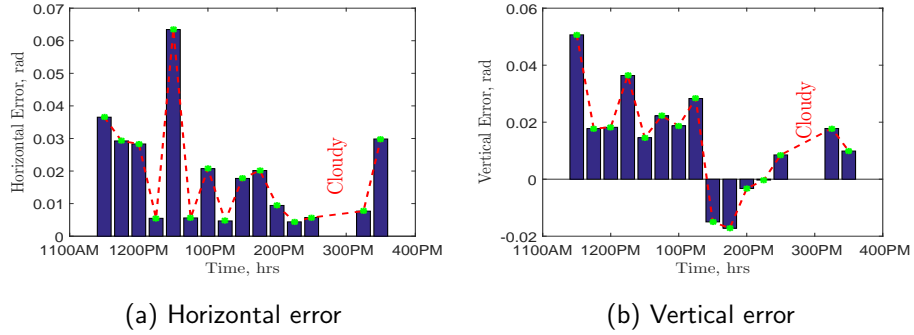 0.07
0.06
0.05
0.04
0.03
0.02
0.01
0
Horizontal Error, rad
Cloudy
1100AM 1200PM 100PM 200PM 300PM 400PM
Time, hrs
(a) Horizontal error
0.06
0.04
0.02
0
-0.02
Vertical Error, rad
Cloudy
1100AM 1200PM 100PM 200PM 300PM 400PM
Time, hrs
(b) Vertical error